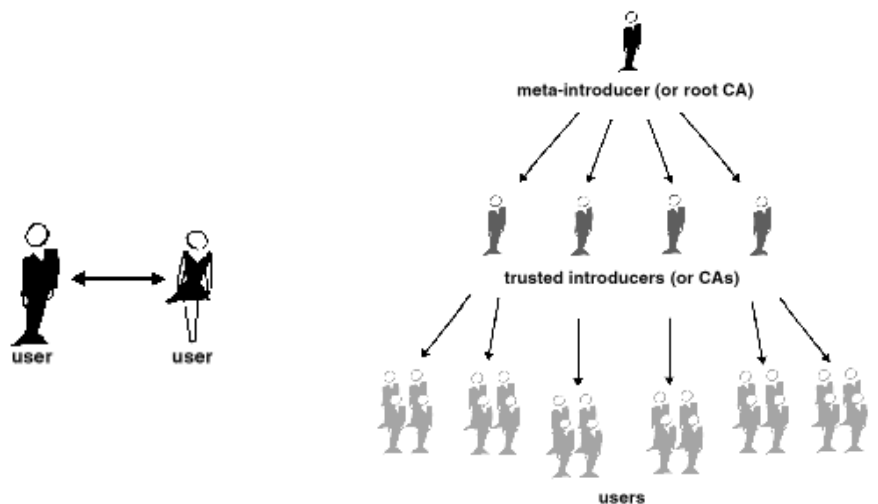 user
user
meta-introducer (or root CA)
trusted introducers (or CAs)
users